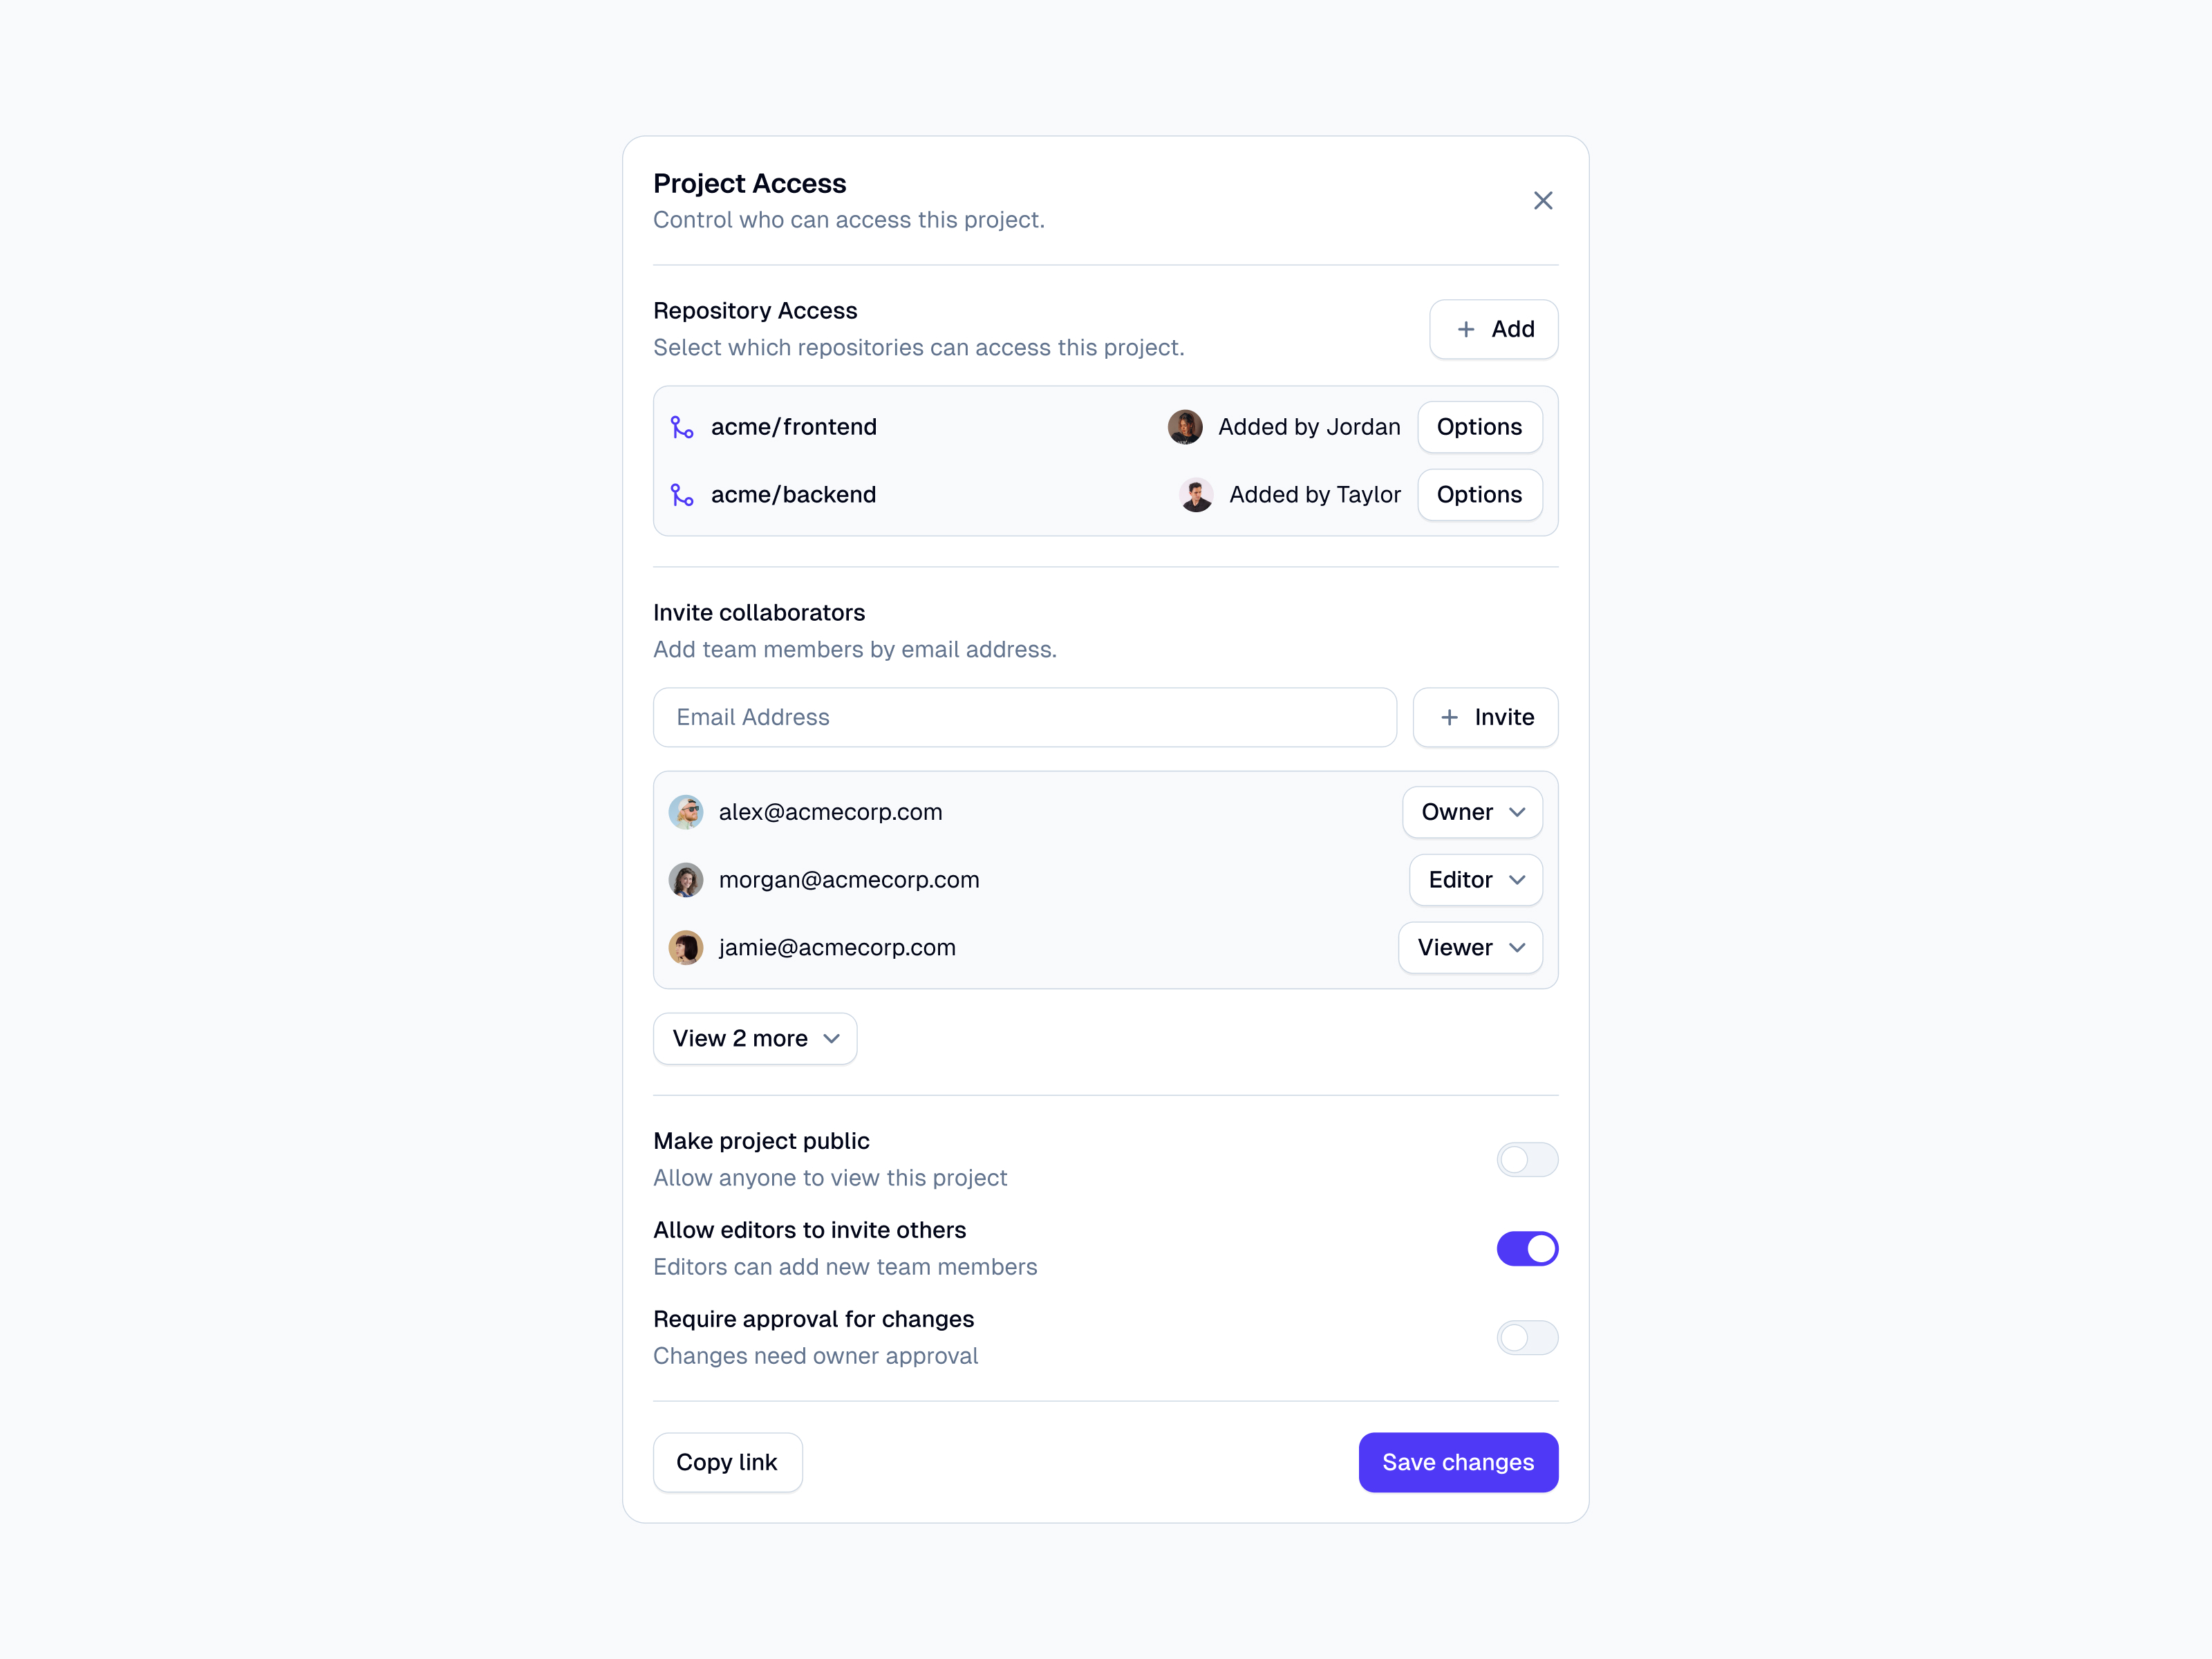 Project Access
Control who can access this project.
Repository Access
Select which repositories can access this project.
Add
acme/frontend
Added by Jordan
Options
acme/backend
Added by Taylor
Options
Invite collaborators
Add team members by email address.
Email Address
Invite
alex@acmecorp.com
Owner
morgan@acmecorp.com
Editor
jamie@acmecorp.com
Viewer
View 2 more
Make project public
Allow anyone to view this project
Allow editors to invite others
Editors can add new team members
Require approval for changes
Changes need owner approval
Copy link
Save changes